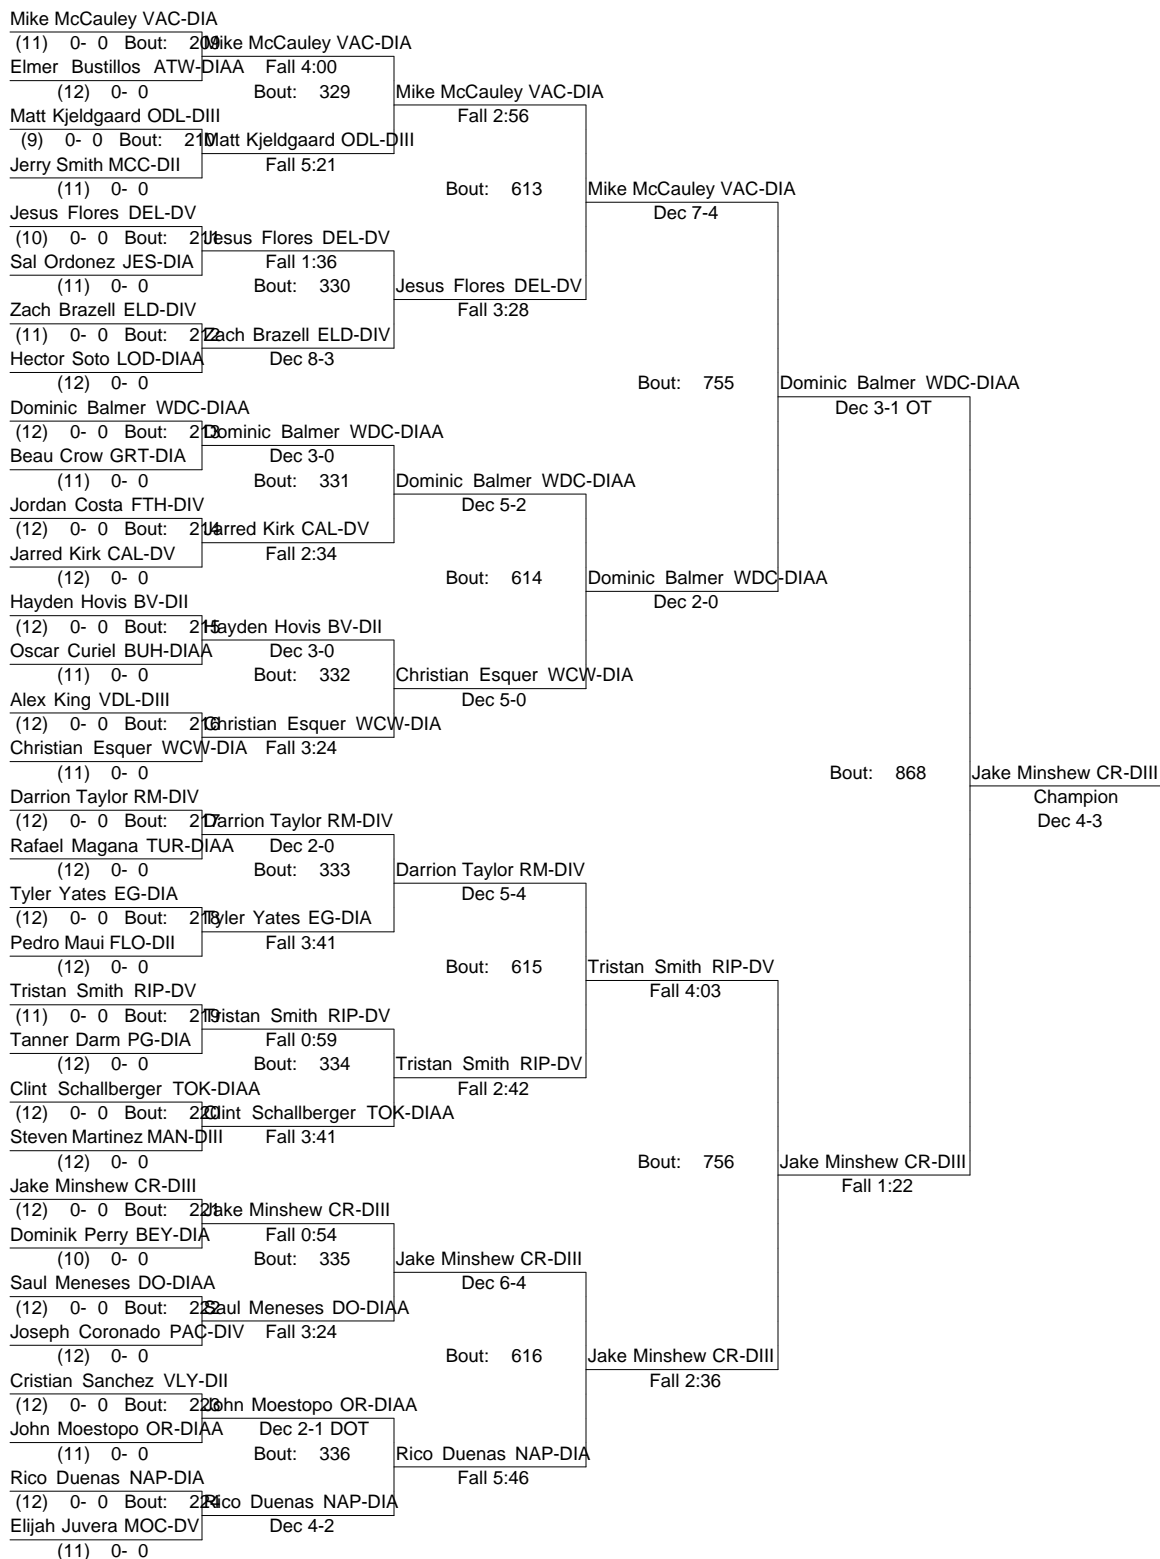 Mike McCauley VAC-DIA
(11) 0- 0 Bout: 209 Mike McCauley VAC-DIA
Elmer Bustillos ATW-DIAA Fall 4:00
(12) 0- 0 Bout: 329 Mike McCauley VAC-DIA
Matt Kjeldgaard ODL-DIII Fall 2:56
(9) 0- 0 Bout: 210 Matt Kjeldgaard ODL-DIII
Jerry Smith MCC-DII Fall 5:21
(11) 0- 0 Bout: 613 Mike McCauley VAC-DIA
Jesus Flores DEL-DV Dec 7-4
(10) 0- 0 Bout: 211 Jesus Flores DEL-DV
Sal Ordonez JES-DIA Fall 1:36
(11) 0- 0 Bout: 330 Jesus Flores DEL-DV
Zach Brazell ELD-DIV Fall 3:28
(11) 0- 0 Bout: 212 Zach Brazell ELD-DIV
Hector Soto LOD-DIAA Dec 8-3
(12) 0- 0 Bout: 755 Dominic Balmer WDC-DIAA
Dominic Balmer WDC-DIAA Dec 3-1 OT
(12) 0- 0 Bout: 213 Dominic Balmer WDC-DIAA
Beau Crow GRT-DIA Dec 3-0
(11) 0- 0 Bout: 331 Dominic Balmer WDC-DIAA
Jordan Costa FTH-DIV Dec 5-2
(12) 0- 0 Bout: 214 Jarred Kirk CAL-DV
Jarred Kirk CAL-DV Fall 2:34
(12) 0- 0 Bout: 614 Dominic Balmer WDC-DIAA
Hayden Hovis BV-DII Dec 2-0
(12) 0- 0 Bout: 215 Hayden Hovis BV-DII
Oscar Curiel BUH-DIAA Dec 3-0
(11) 0- 0 Bout: 332 Christian Esquer WCW-DIA
Alex King VDL-DIII Dec 5-0
(12) 0- 0 Bout: 216 Christian Esquer WCW-DIA
Christian Esquer WCW-DIA Fall 3:24
(11) 0- 0 Bout: 868 Jake Minshew CR-DIII
Darrion Taylor RM-DIV Champion
(12) 0- 0 Bout: 217 Darrion Taylor RM-DIV Dec 4-3
Rafael Magana TUR-DIAA Dec 2-0
(12) 0- 0 Bout: 333 Darrion Taylor RM-DIV
Tyler Yates EG-DIA Dec 5-4
(12) 0- 0 Bout: 218 Tyler Yates EG-DIA
Pedro Maui FLO-DII Fall 3:41
(12) 0- 0 Bout: 615 Tristan Smith RIP-DV
Tristan Smith RIP-DV Fall 4:03
(11) 0- 0 Bout: 219 Tristan Smith RIP-DV
Tanner Darm PG-DIA Fall 0:59
(12) 0- 0 Bout: 334 Tristan Smith RIP-DV
Clint Schallberger TOK-DIAA Fall 2:42
(12) 0- 0 Bout: 220 Clint Schallberger TOK-DIAA
Steven Martinez MAN-DIII Fall 3:41
(12) 0- 0 Bout: 756 Jake Minshew CR-DIII
Jake Minshew CR-DIII Fall 1:22
(12) 0- 0 Bout: 221 Jake Minshew CR-DIII
Dominik Perry BEY-DIA Fall 0:54
(10) 0- 0 Bout: 335 Jake Minshew CR-DIII
Saul Meneses DO-DIAA Dec 6-4
(12) 0- 0 Bout: 222 Saul Meneses DO-DIAA
Joseph Coronado PAC-DIV Fall 3:24
(12) 0- 0 Bout: 616 Jake Minshew CR-DIII
Cristian Sanchez VLY-DII Fall 2:36
(12) 0- 0 Bout: 223 John Moestopo OR-DIAA
John Moestopo OR-DIAA Dec 2-1 DOT
(11) 0- 0 Bout: 336 Rico Duenas NAP-DIA
Rico Duenas NAP-DIA Fall 5:46
(12) 0- 0 Bout: 224 Rico Duenas NAP-DIA
Elijah Juvera MOC-DV Dec 4-2
(11) 0- 0